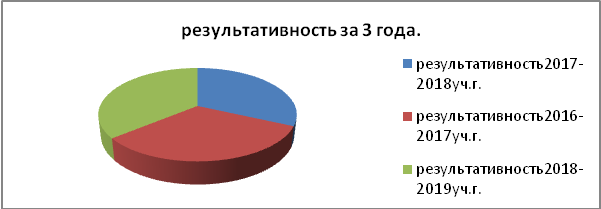 результативность за 3 года.
результативность2017-
2018уч.г.
результативность2016-
2017уч.г.
результативность2018-
2019уч.г.